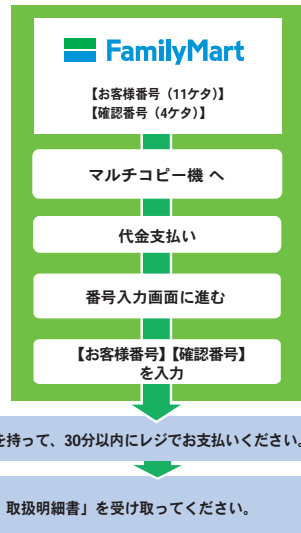 FamilyMart
【お客様番号（11ケタ）】
【確認番号（4ケタ）】
マルチコピー機 へ
代金支払い
番号入力画面に進む
【お客様番号】【確認番号】
を入力
を持って、30分以内にレジでお支払いください。
取扱明細書」を受け取ってください。